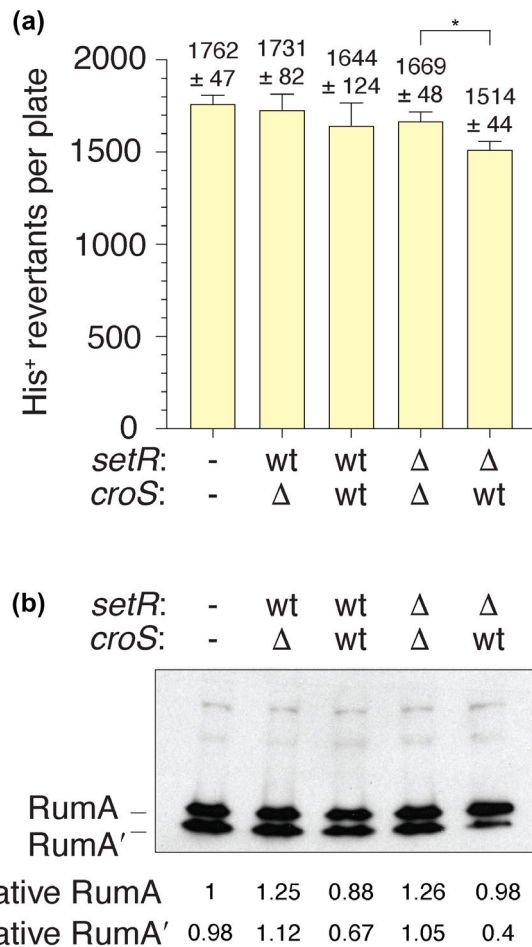 (a)
*
1762 ± 47
1731 ± 82
1644 ± 124
1669 ± 48
1514 ± 44
His⁺ revertants per plate
2000
1500
1000
500
0
setR: - wt wt Δ Δ
croS: - Δ wt Δ wt
(b)
setR: - wt wt Δ Δ
croS: - Δ wt Δ wt
RumA –
RumA′ –
ative RumA 1 1.25 0.88 1.26 0.98
ative RumA′ 0.98 1.12 0.67 1.05 0.4